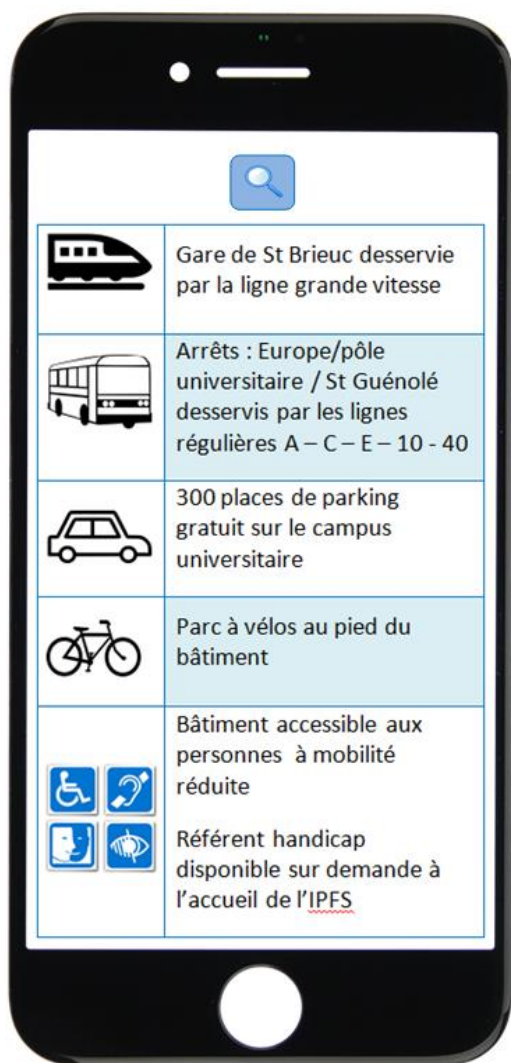 Gare de St Brieuc desservie
par la ligne grande vitesse
Arrêts : Europe/pôle
universitaire / St Guénolé
desservis par les lignes
régulières A – C – E – 10 - 40
300 places de parking
gratuit sur le campus
universitaire
Parc à vélos au pied du
bâtiment
Bâtiment accessible aux
personnes à mobilité
réduite
Référent handicap
disponible sur demande à
l'accueil de l'IPFS